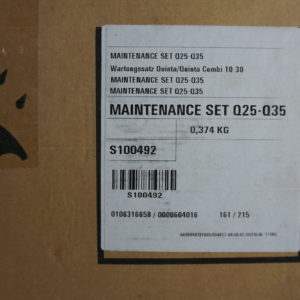 MAINTENANCE SET Q25-Q35
Wartungssatz Quinta/Quinta Combi 10-30
MAINTENANCE SET Q25-Q35
MAINTENANCE SET Q25-Q35
MAINTENANCE SET Q25-Q35
0,374 KG
S100492
S100492
0106316658 / 0000604016 161 / 215